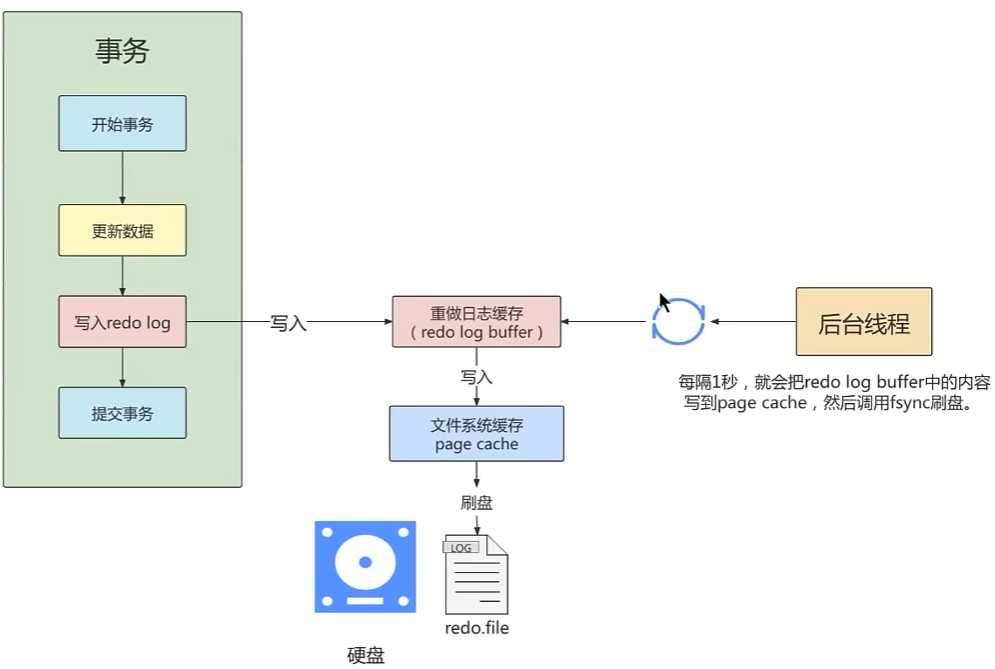 事务
开始事务
更新数据
写入redo log
提交事务
写入
重做日志缓存
（redo log buffer）
写入
文件系统缓存
page cache
刷盘
LOG
redo.file
硬盘
后台线程
每隔1秒，就会把redo log buffer中的内容
写到page cache，然后调用fsync刷盘。